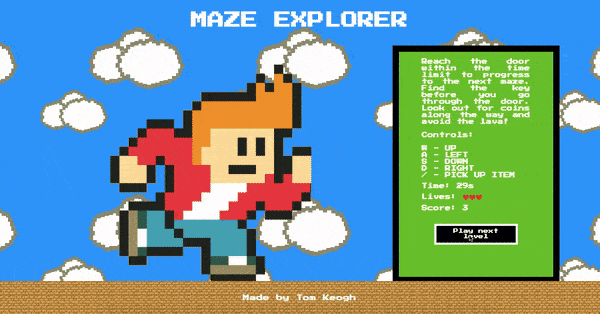 MAZE EXPLORER
Reach the door
within the time
limit to progress
to the next maze.
Find the key
before you go
through the door.
Look out for coins
along the way and
avoid the lava!
Controls:
W - UP
A - LEFT
S - DOWN
D - RIGHT
/ - PICK UP ITEM
Time: 29s
Lives: ♥♥♥
Score: 3
Play next
level
Made by Tom Keogh